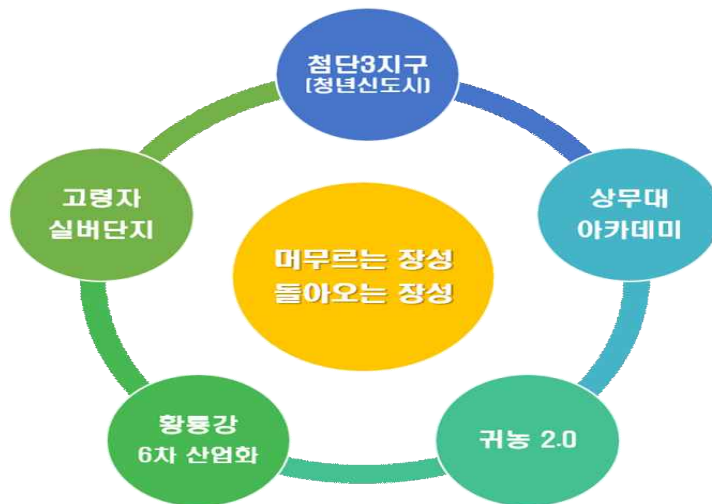 첨단3지구
(청년신도시)
고령자
실버단지
상무대
아카데미
머무르는 장성
돌아오는 장성
황룡강
6차 산업화
귀농 2.0